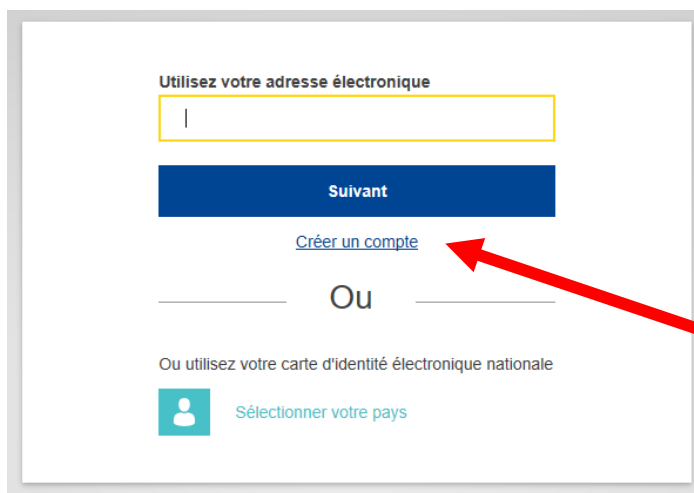 Utilisez votre adresse électronique
Suivant
Créer un compte
Ou
Ou utilisez votre carte d'identité électronique nationale
Sélectionner votre pays